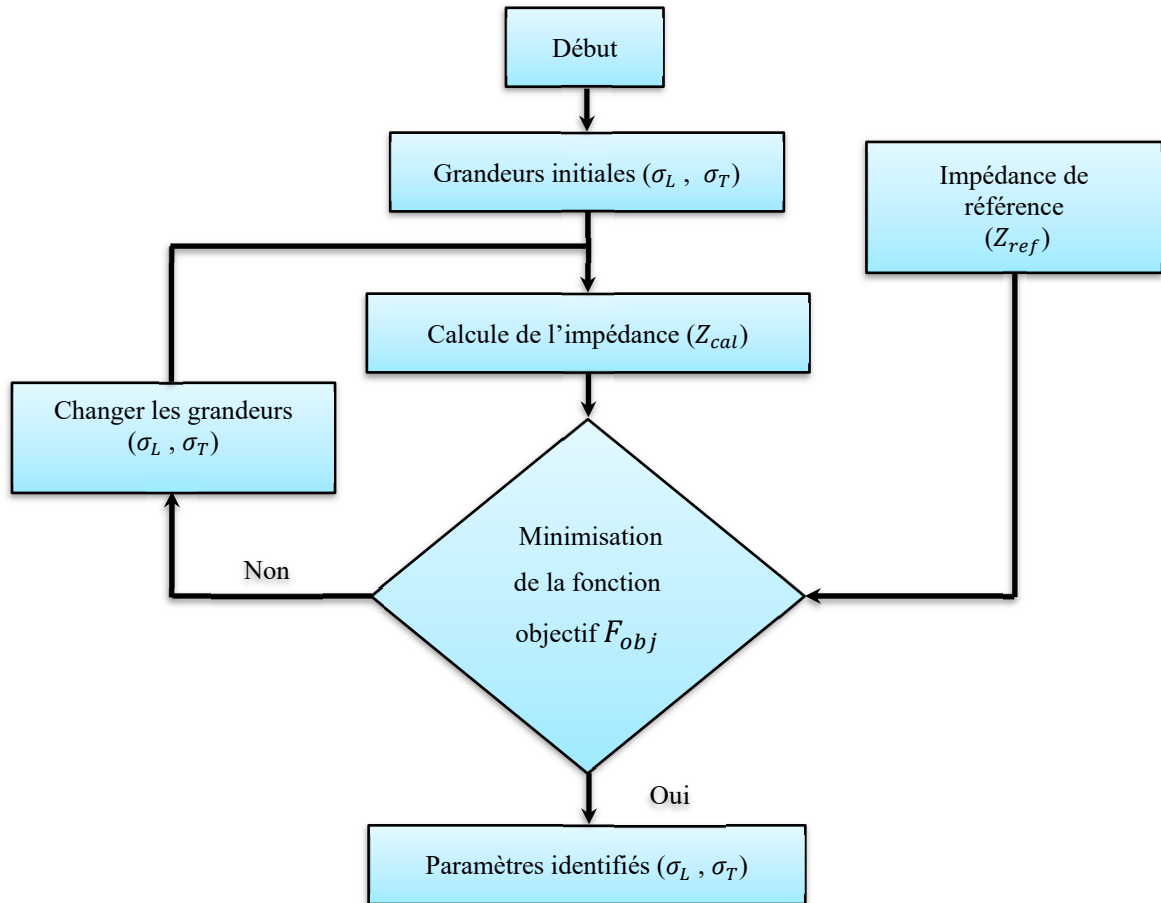 Début
Grandeurs initiales (σ_L , σ_T)
Impédance de
référence
(Z_ref)
Calcule de l’impédance (Z_cal)
Changer les grandeurs
(σ_L , σ_T)
Minimisation
de la fonction
objectif F_obj
Non
Oui
Paramètres identifiés (σ_L , σ_T)